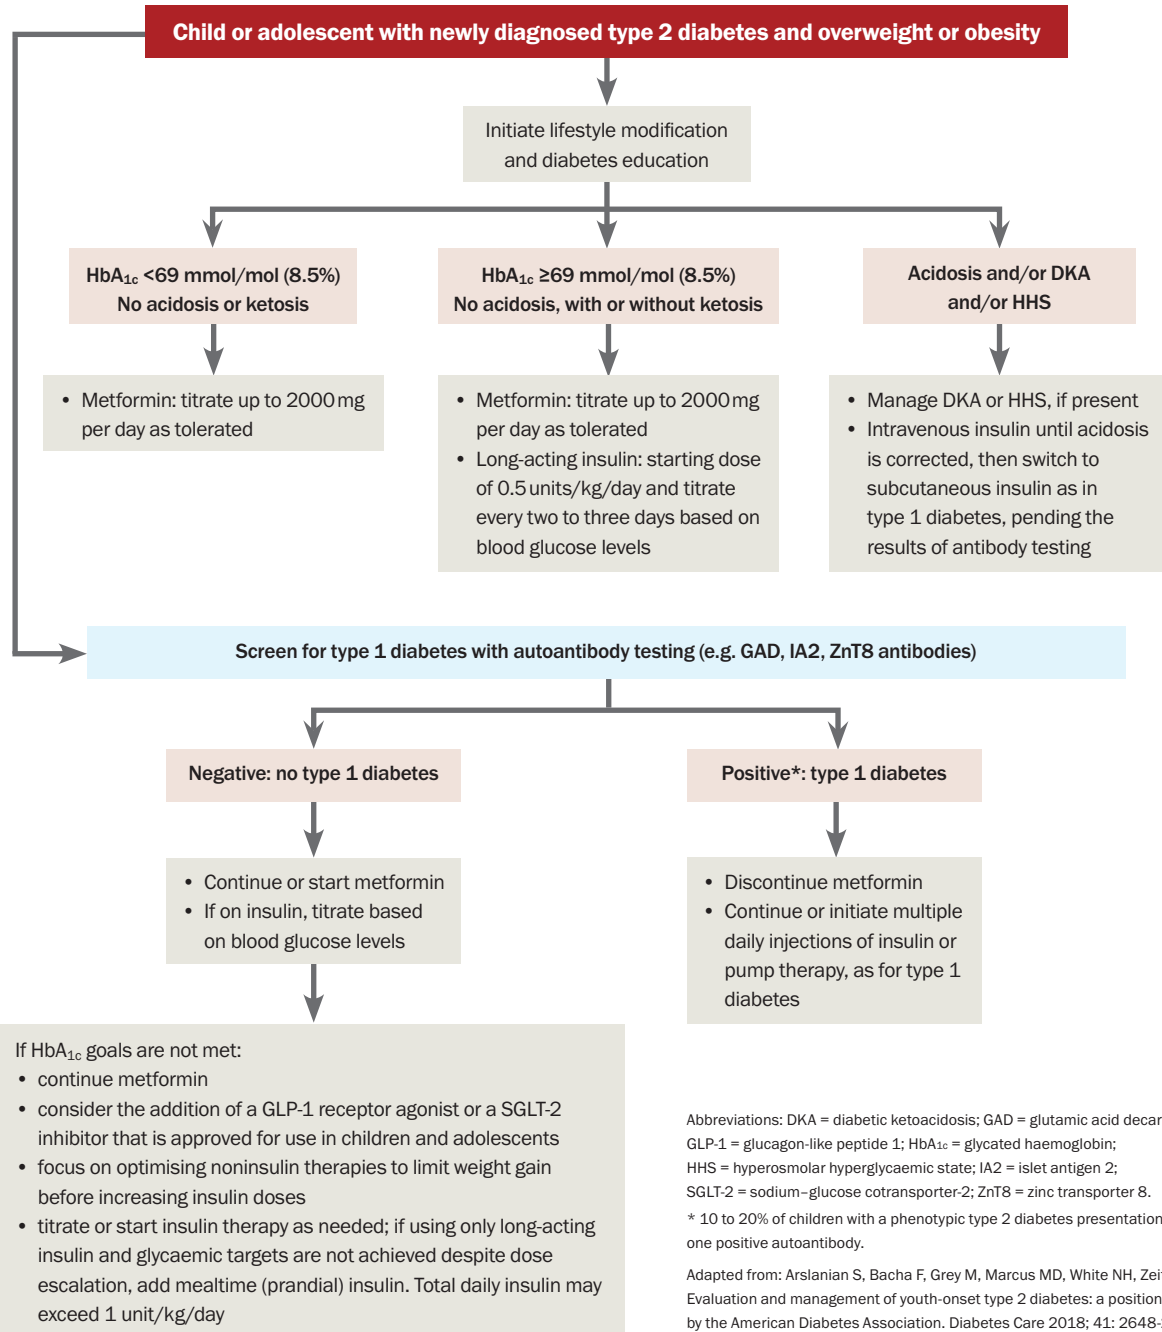 Child or adolescent with newly diagnosed type 2 diabetes and overweight or obesity
Initiate lifestyle modification
and diabetes education
HbA1c <69 mmol/mol (8.5%)
No acidosis or ketosis
HbA1c ≥69 mmol/mol (8.5%)
No acidosis, with or without ketosis
Acidosis and/or DKA
and/or HHS
• Metformin: titrate up to 2000 mg
per day as tolerated
• Metformin: titrate up to 2000 mg
per day as tolerated
• Long-acting insulin: starting dose
of 0.5 units/kg/day and titrate
every two to three days based on
blood glucose levels
• Manage DKA or HHS, if present
• Intravenous insulin until acidosis
is corrected, then switch to
subcutaneous insulin as in
type 1 diabetes, pending the
results of antibody testing
Screen for type 1 diabetes with autoantibody testing (e.g. GAD, IA2, ZnT8 antibodies)
Negative: no type 1 diabetes
Positive*: type 1 diabetes
• Continue or start metformin
• If on insulin, titrate based
on blood glucose levels
• Discontinue metformin
• Continue or initiate multiple
daily injections of insulin or
pump therapy, as for type 1
diabetes
If HbA1c goals are not met:
• continue metformin
• consider the addition of a GLP-1 receptor agonist or a SGLT-2
inhibitor that is approved for use in children and adolescents
• focus on optimising noninsulin therapies to limit weight gain
before increasing insulin doses
• titrate or start insulin therapy as needed; if using only long-acting
insulin and glycaemic targets are not achieved despite dose
escalation, add mealtime (prandial) insulin. Total daily insulin may
exceed 1 unit/kg/day
Abbreviations: DKA = diabetic ketoacidosis; GAD = glutamic acid
GLP-1 = glucagon-like peptide 1; HbA1c = glycated haemoglobin;
HHS = hyperosmolar hyperglycaemic state; IA2 = islet antigen 2;
SGLT-2 = sodium–glucose cotransporter-2; ZnT8 = zinc transporter 8.
* 10 to 20% of children with a phenotypic type 2 diabetes presentation
one positive autoantibody.
Adapted from: Arslanian S, Bacha F, Grey M, Marcus MD, White NH,
Evaluation and management of youth-onset type 2 diabetes: a position
by the American Diabetes Association. Diabetes Care 2018; 41: